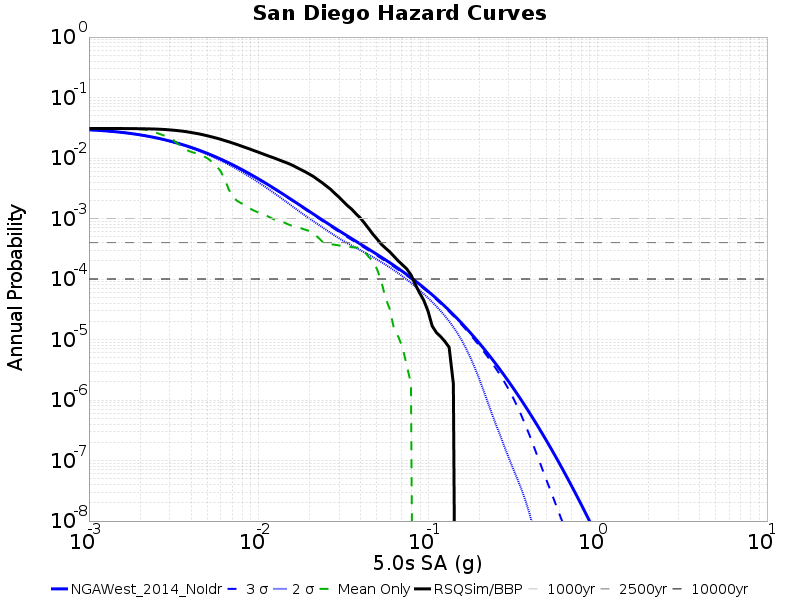 San Diego Hazard Curves
Annual Probability
10^0
10^-1
10^-2
10^-3
10^-4
10^-5
10^-6
10^-7
10^-8
10^-3 10^-2 10^-1 10^0 10^1
5.0s SA (g)
NGAWest_2014_NoIdr 3 σ 2 σ Mean Only RSQSim/BBP 1000yr 2500yr 10000yr